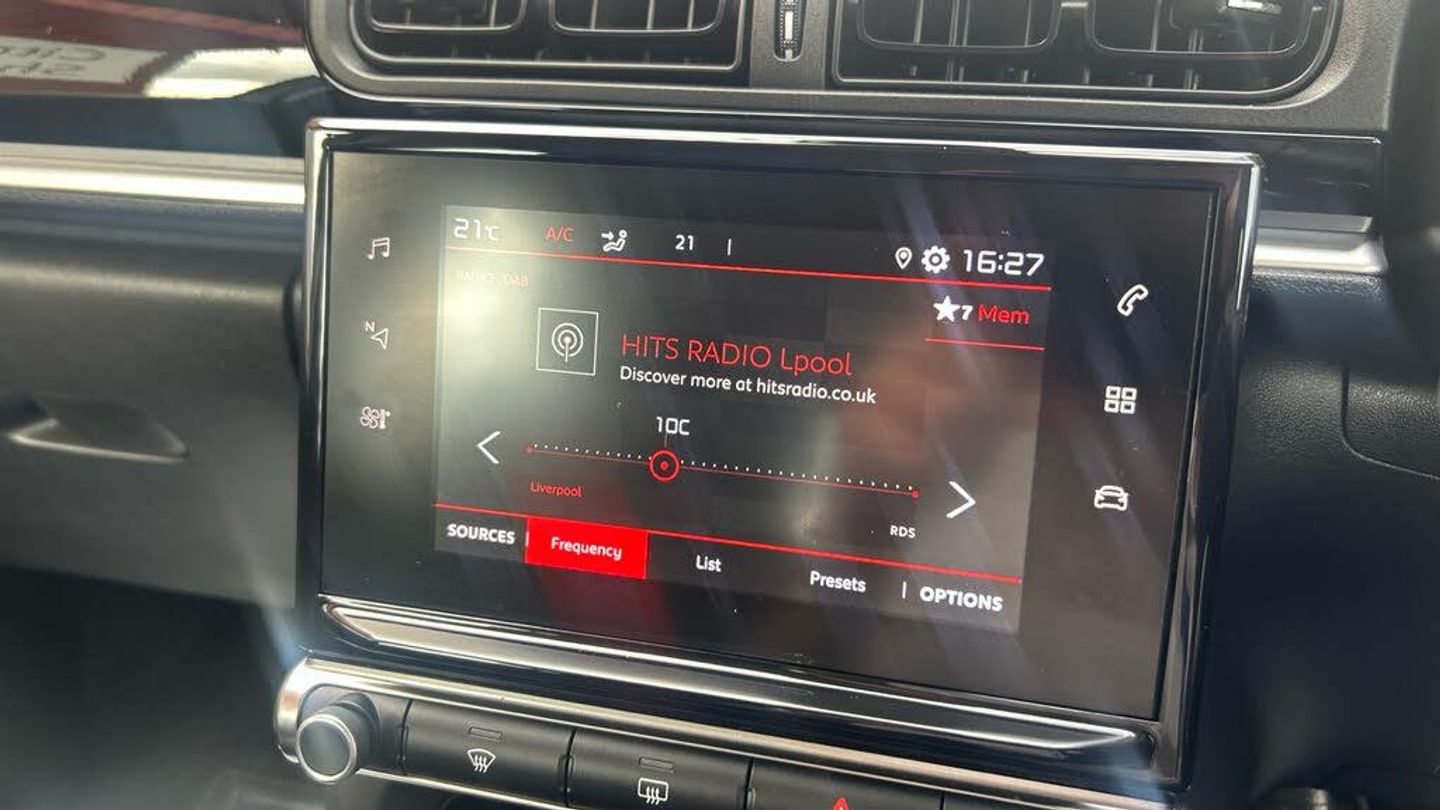 21°C A/C 21 16:27
RADIO DAB
7 Mem
HITS RADIO Lpool
Discover more at hitsradio.co.uk
10C
Liverpool
RDS
SOURCES Frequency List Presets OPTIONS
N